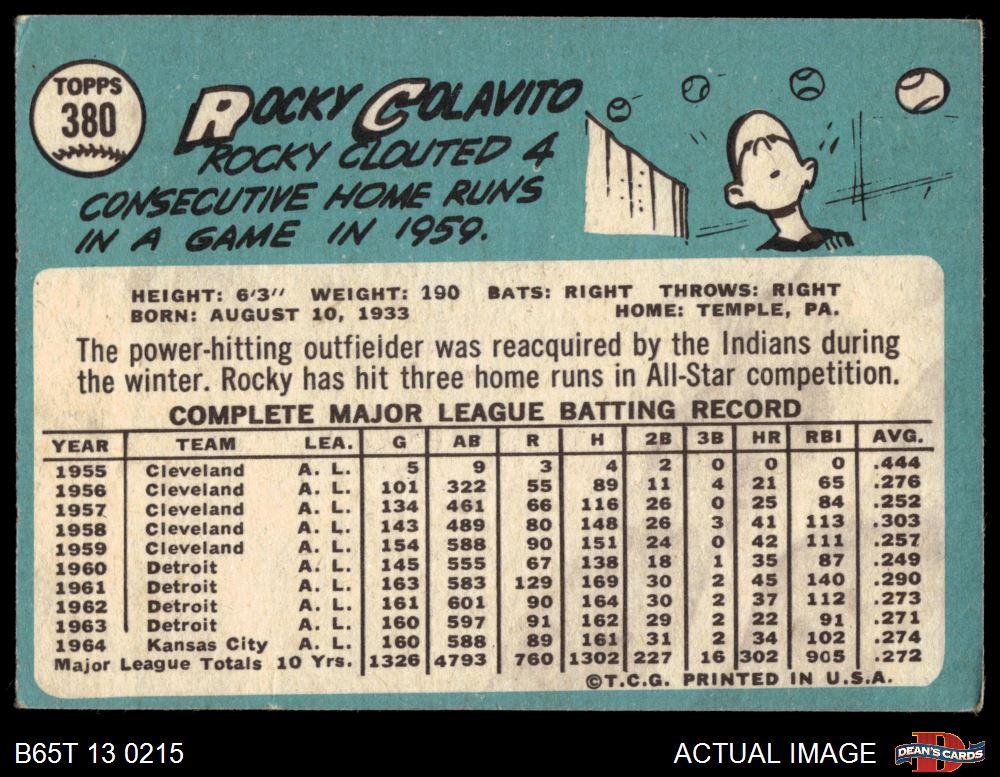 TOPPS
380
ROCKY COLAVITO
ROCKY CLOUTED 4
CONSECUTIVE HOME RUNS
IN A GAME IN 1959.
HEIGHT: 6'3" WEIGHT: 190 BATS: RIGHT THROWS: RIGHT
BORN: AUGUST 10, 1933 HOME: TEMPLE, PA.
The power-hitting outfielder was reacquired by the Indians during
the winter. Rocky has hit three home runs in All-Star competition.
COMPLETE MAJOR LEAGUE BATTING RECORD
YEAR TEAM LEA. G AB R H 2B 3B HR RBI AVG.
1955 Cleveland A. L. 5 9 3 4 2 0 0 0 .444
1956 Cleveland A. L. 101 322 55 89 11 4 21 65 .276
1957 Cleveland A. L. 134 461 66 116 26 0 25 84 .252
1958 Cleveland A. L. 143 489 80 148 26 3 41 113 .303
1959 Cleveland A. L. 154 588 90 151 24 0 42 111 .257
1960 Detroit A. L. 145 555 67 138 18 1 35 87 .249
1961 Detroit A. L. 163 583 129 169 30 2 45 140 .290
1962 Detroit A. L. 161 601 90 164 30 2 37 112 .273
1963 Detroit A. L. 160 597 91 162 29 2 22 91 .271
1964 Kansas City A. L. 160 588 89 161 31 2 34 102 .274
Major League Totals 10 Yrs. 1326 4793 760 1302 227 16 302 905 .272
©T.C.G. PRINTED IN U.S.A.
B65T 13 0215 ACTUAL IMAGE DEAN'S CARDS